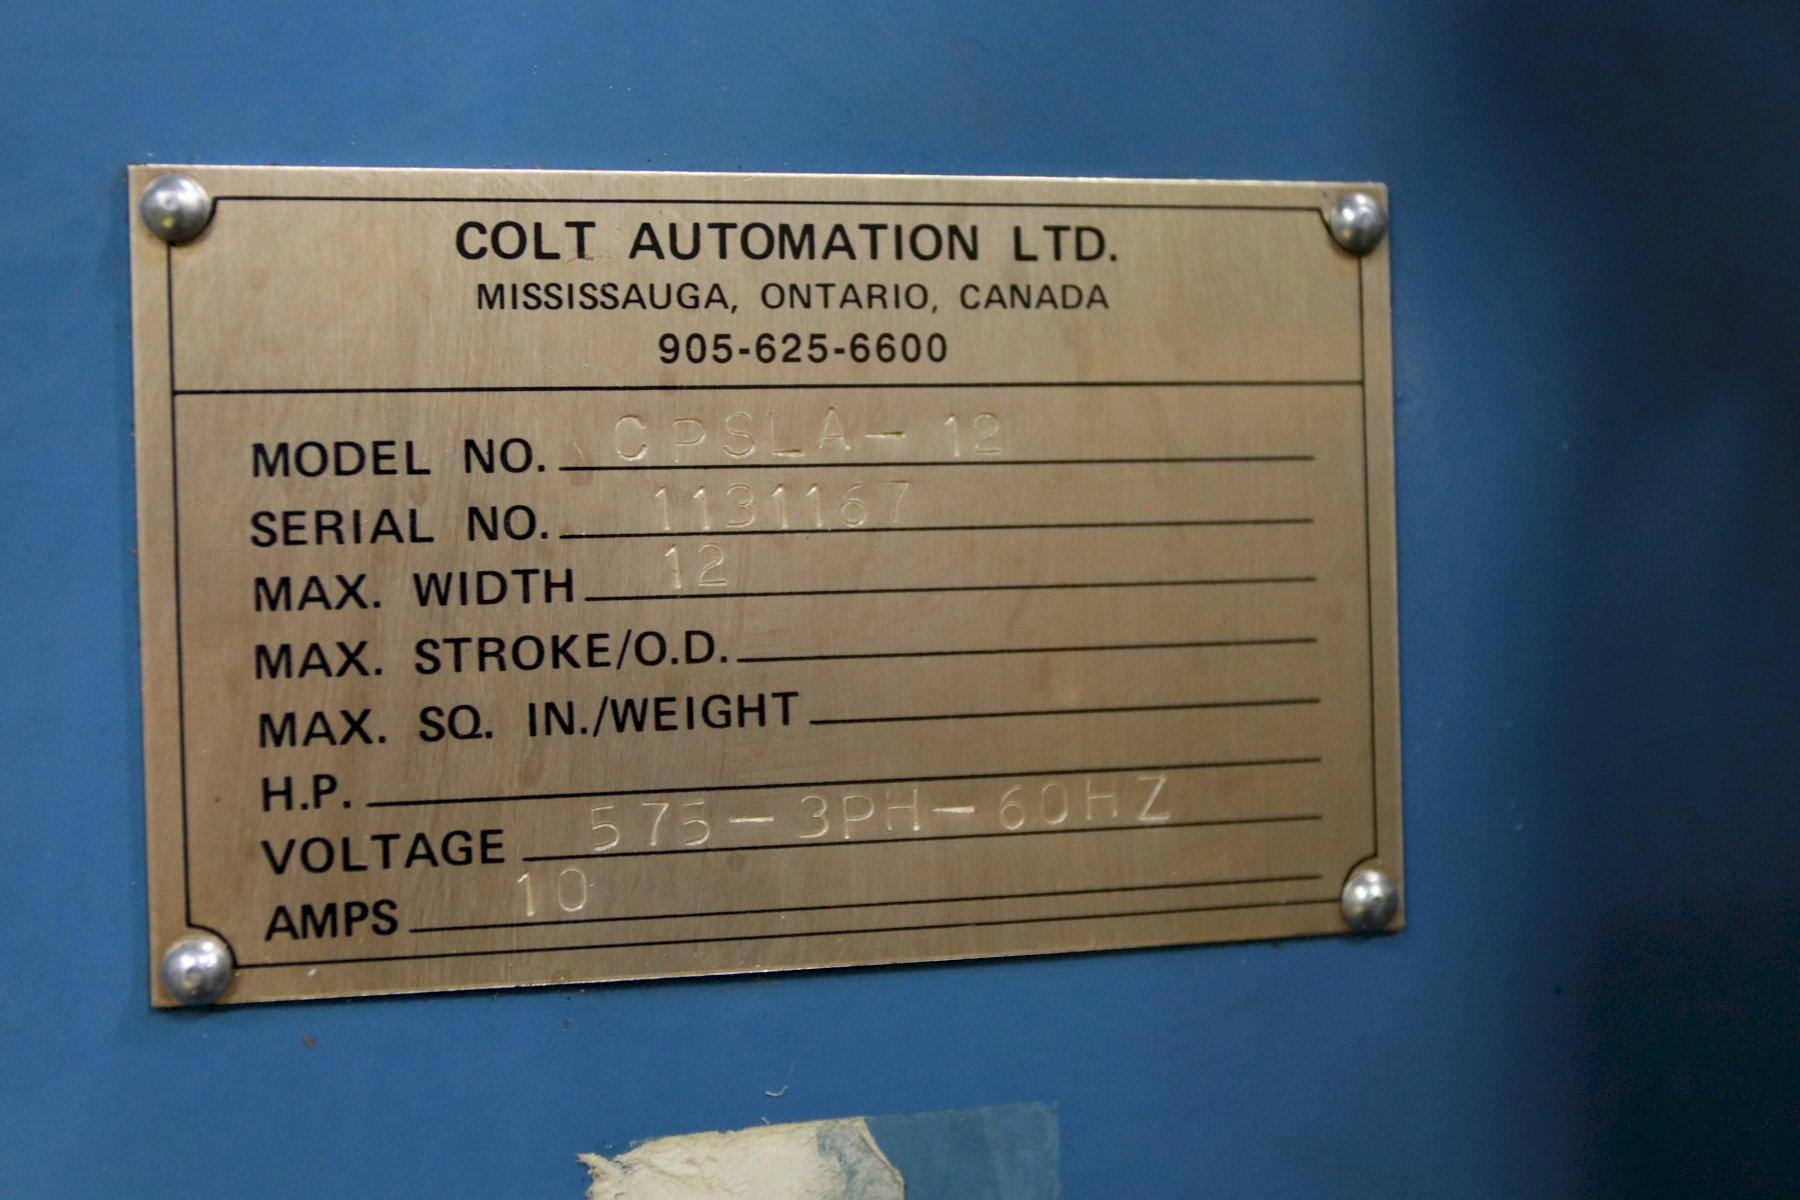 COLT AUTOMATION LTD.
MISSISSAUGA, ONTARIO, CANADA
905-625-6600
MODEL NO. CPSLA-12
SERIAL NO. 1131167
MAX. WIDTH 12
MAX. STROKE/O.D.
MAX. SQ. IN./WEIGHT
H.P.
VOLTAGE 575-3PH-60HZ
AMPS 10